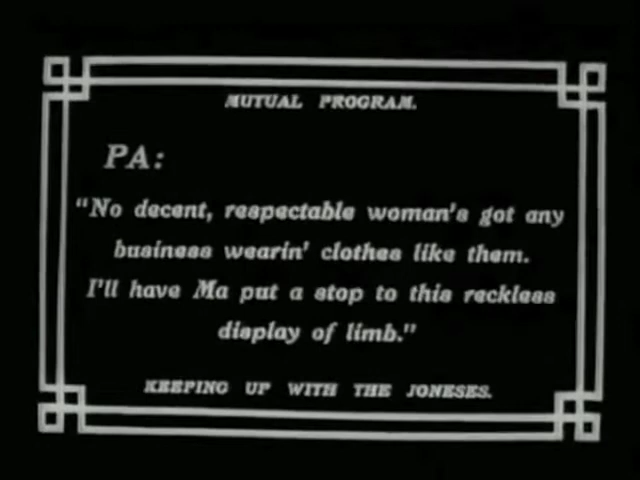 MUTUAL PROGRAM.
PA:
"No decent, respectable woman's got any
business wearin' clothes like them.
I'll have Ma put a stop to this reckless
display of limb."
KEEPING UP WITH THE JONESES.